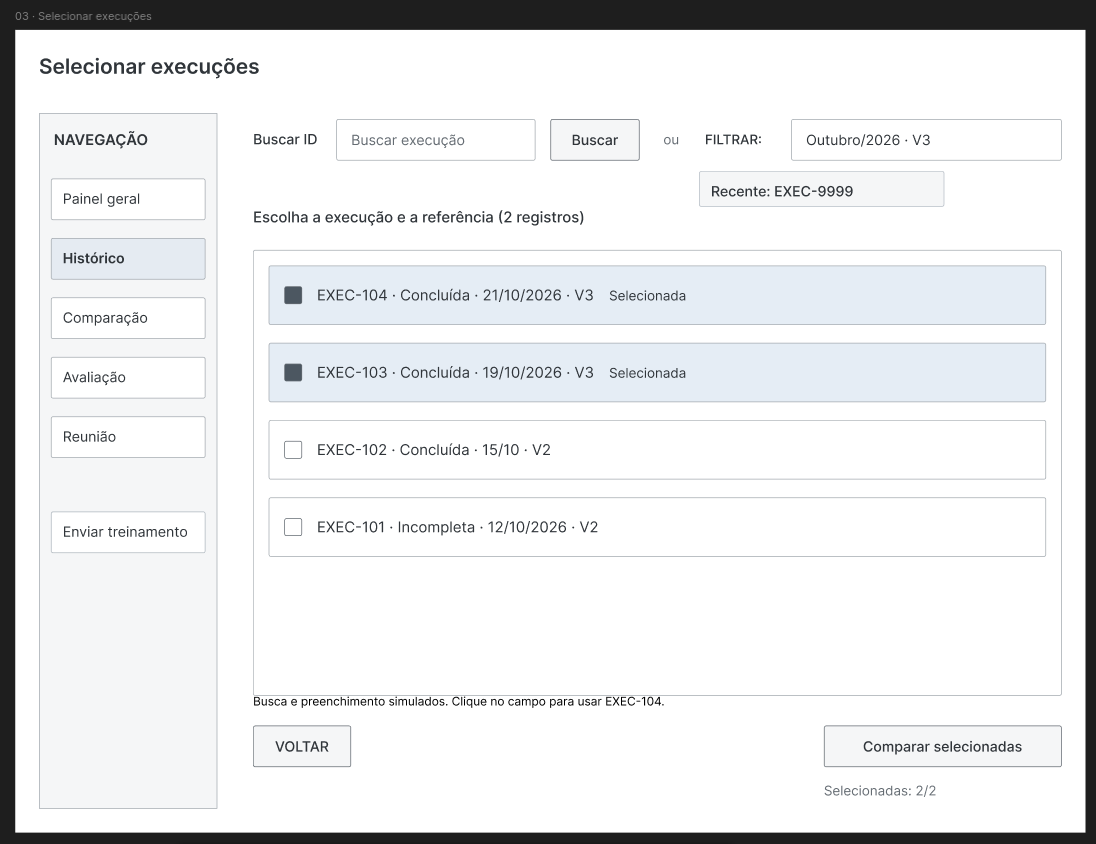 03 · Selecionar execuções
Selecionar execuções
NAVEGAÇÃO
Painel geral
Histórico
Comparação
Avaliação
Reunião
Enviar treinamento
Buscar ID
Buscar execução
Buscar
ou
FILTRAR:
Outubro/2026 · V3
Recente: EXEC-9999
Escolha a execução e a referência (2 registros)
EXEC-104 · Concluída · 21/10/2026 · V3 Selecionada
EXEC-103 · Concluída · 19/10/2026 · V3 Selecionada
EXEC-102 · Concluída · 15/10 · V2
EXEC-101 · Incompleta · 12/10/2026 · V2
Busca e preenchimento simulados. Clique no campo para usar EXEC-104.
VOLTAR
Comparar selecionadas
Selecionadas: 2/2